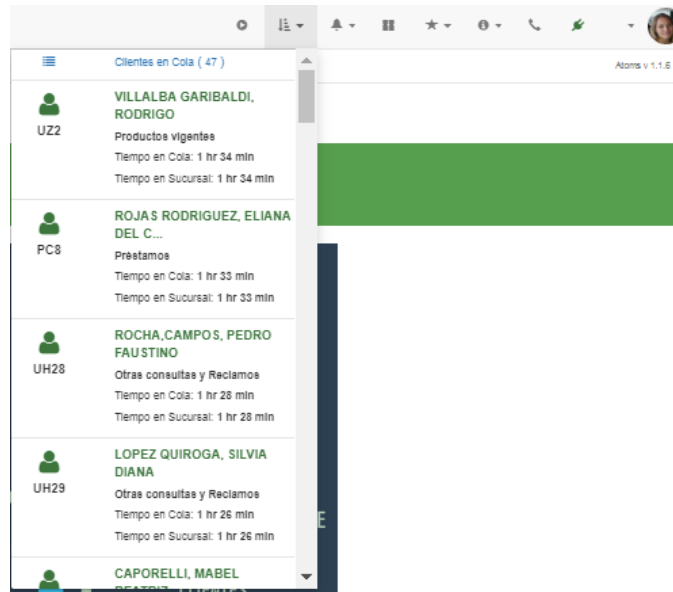 Clientes en Cola ( 47 )
Atoms v 1.1.6
VILLALBA GARIBALDI,
RODRIGO
UZ2
Productos vigentes
Tiempo en Cola: 1 hr 34 min
Tiempo en Sucursal: 1 hr 34 min
ROJAS RODRIGUEZ, ELIANA
DEL C...
PC8
Préstamos
Tiempo en Cola: 1 hr 33 min
Tiempo en Sucursal: 1 hr 33 min
ROCHA,CAMPOS, PEDRO
FAUSTINO
UH28
Otras consultas y Reclamos
Tiempo en Cola: 1 hr 28 min
Tiempo en Sucursal: 1 hr 28 min
LOPEZ QUIROGA, SILVIA
DIANA
UH29
Otras consultas y Reclamos
Tiempo en Cola: 1 hr 26 min
Tiempo en Sucursal: 1 hr 26 min
E
CAPORELLI, MABEL
BEATRIZ
CLIENTES